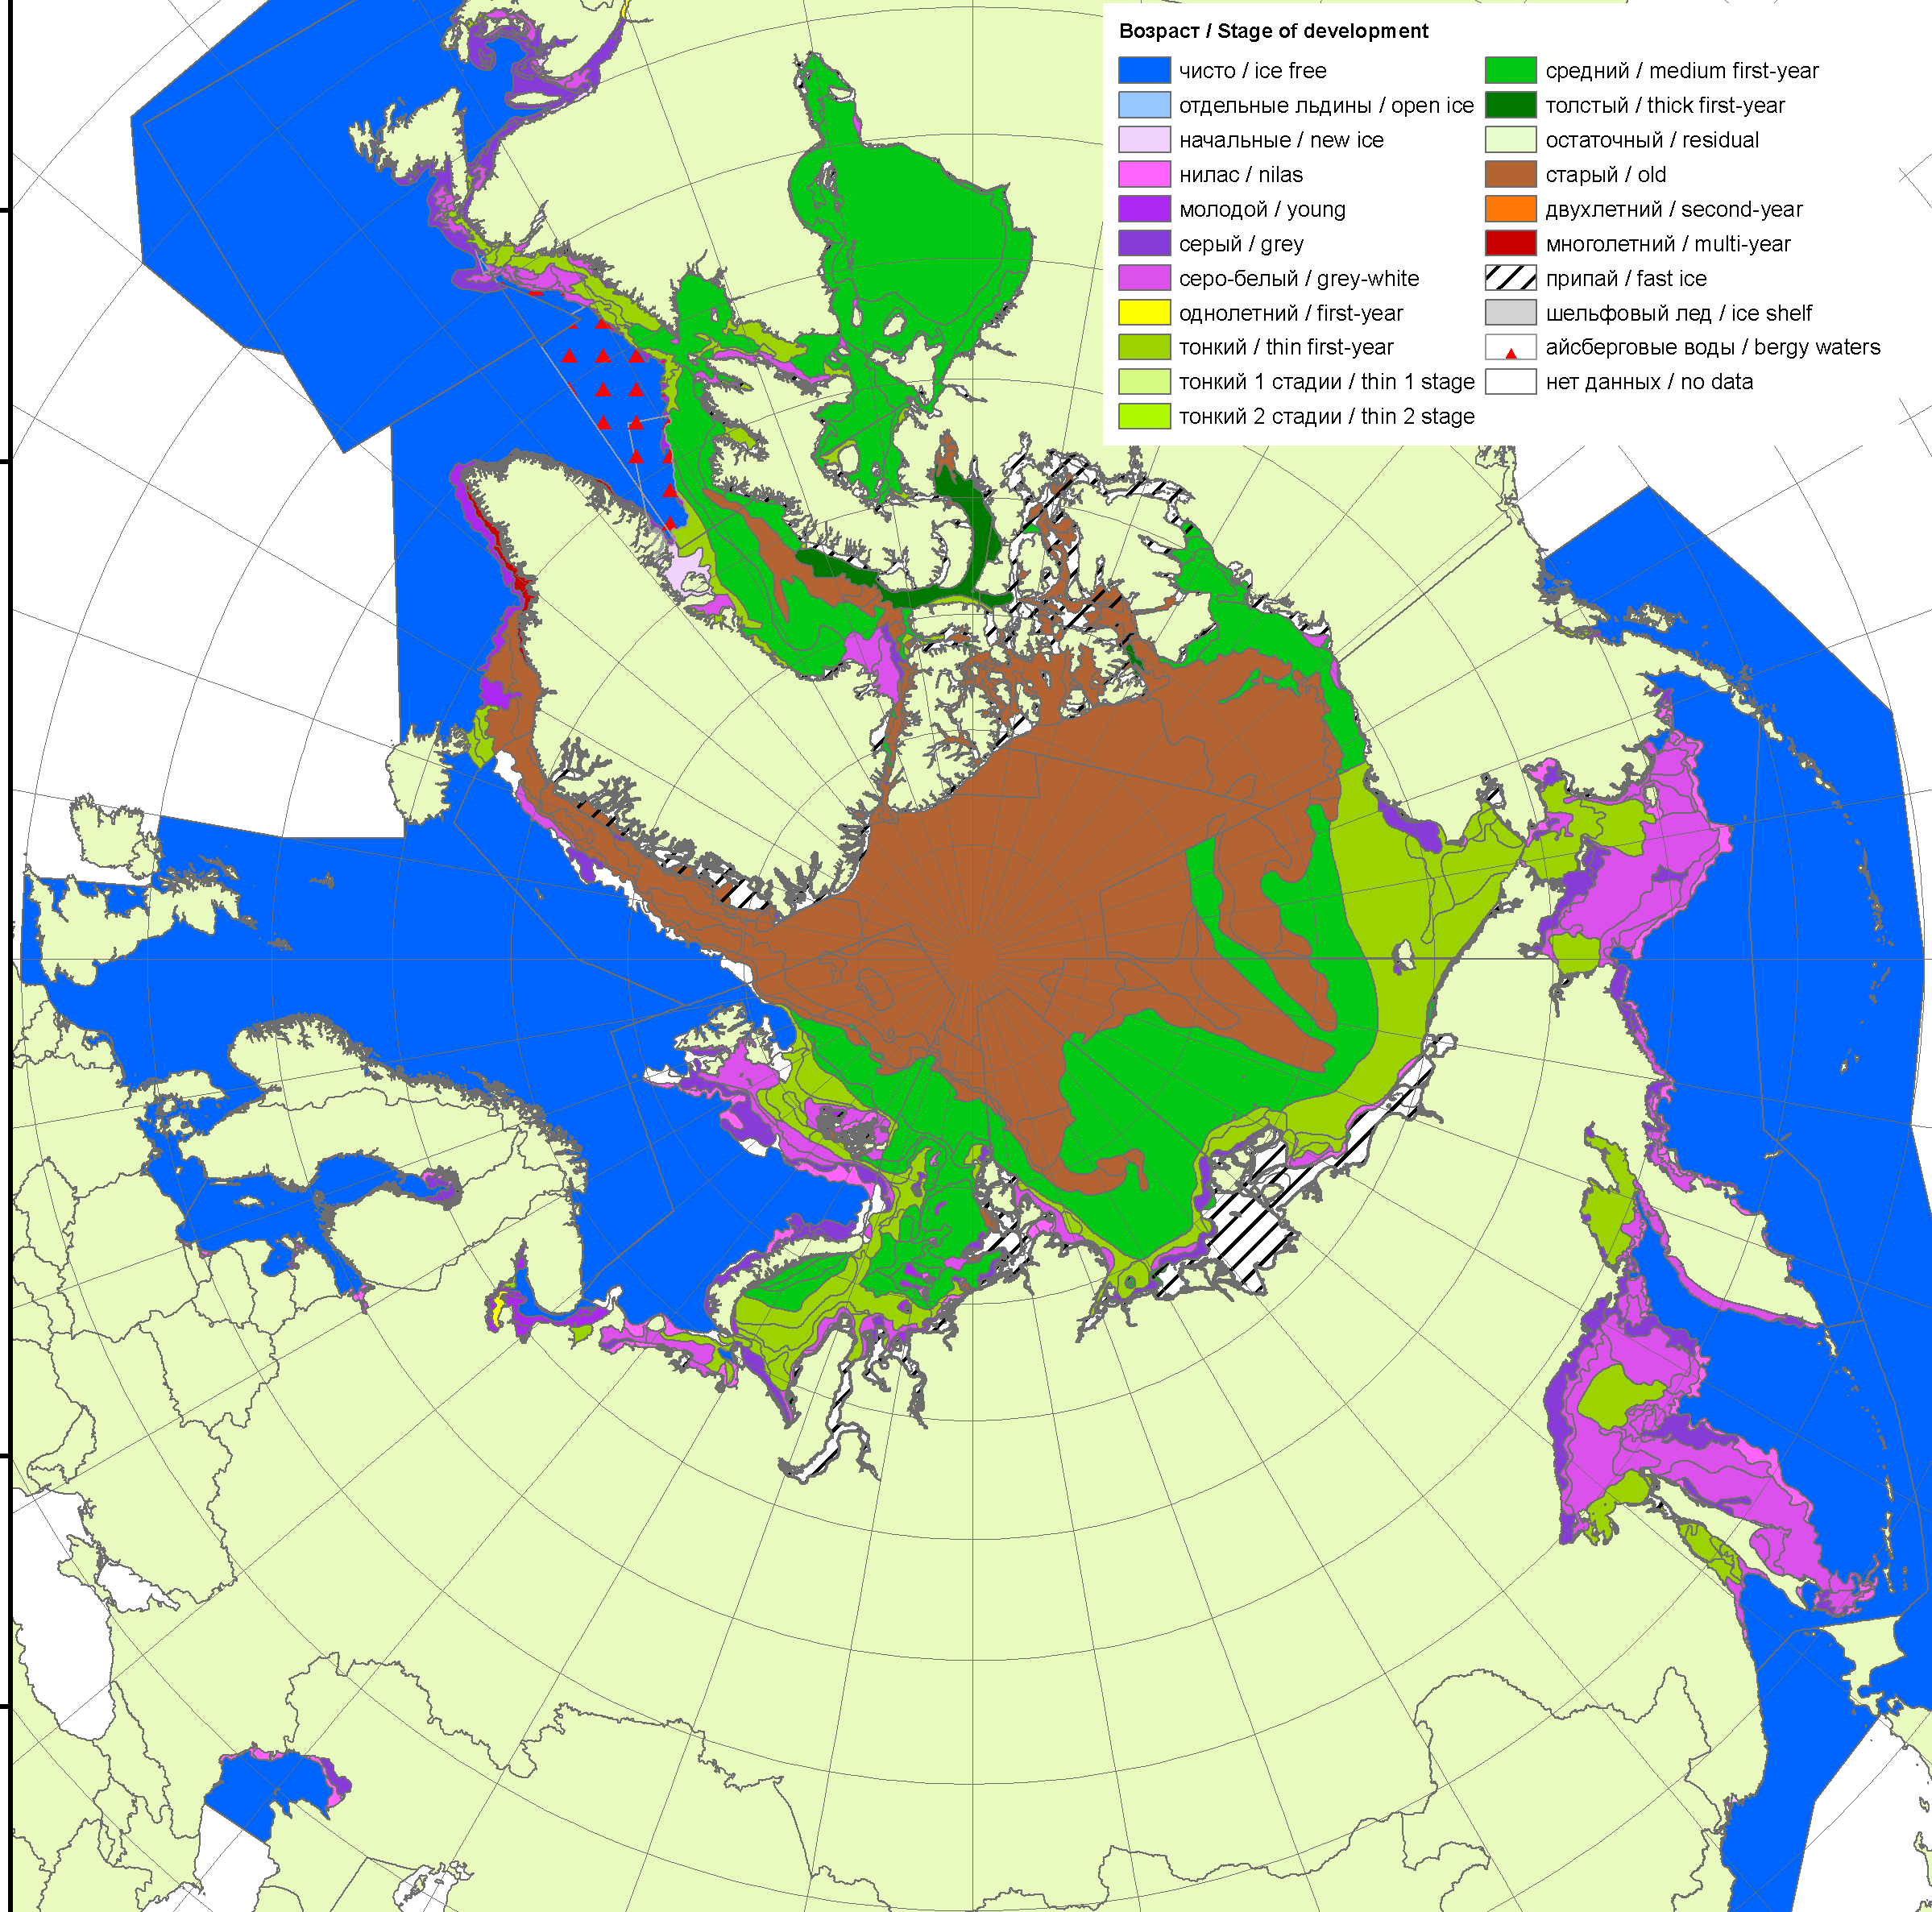 Возраст / Stage of development
чисто / ice free
отдельные льдины / open ice
начальные / new ice
нилас / nilas
молодой / young
серый / grey
серо-белый / grey-white
однолетний / first-year
тонкий / thin first-year
тонкий 1 стадии / thin 1 stage
тонкий 2 стадии / thin 2 stage
средний / medium first-year
толстый / thick first-year
остаточный / residual
старый / old
двухлетний / second-year
многолетний / multi-year
припай / fast ice
шельфовый лед / ice shelf
айсберговые воды / bergy waters
нет данных / no data